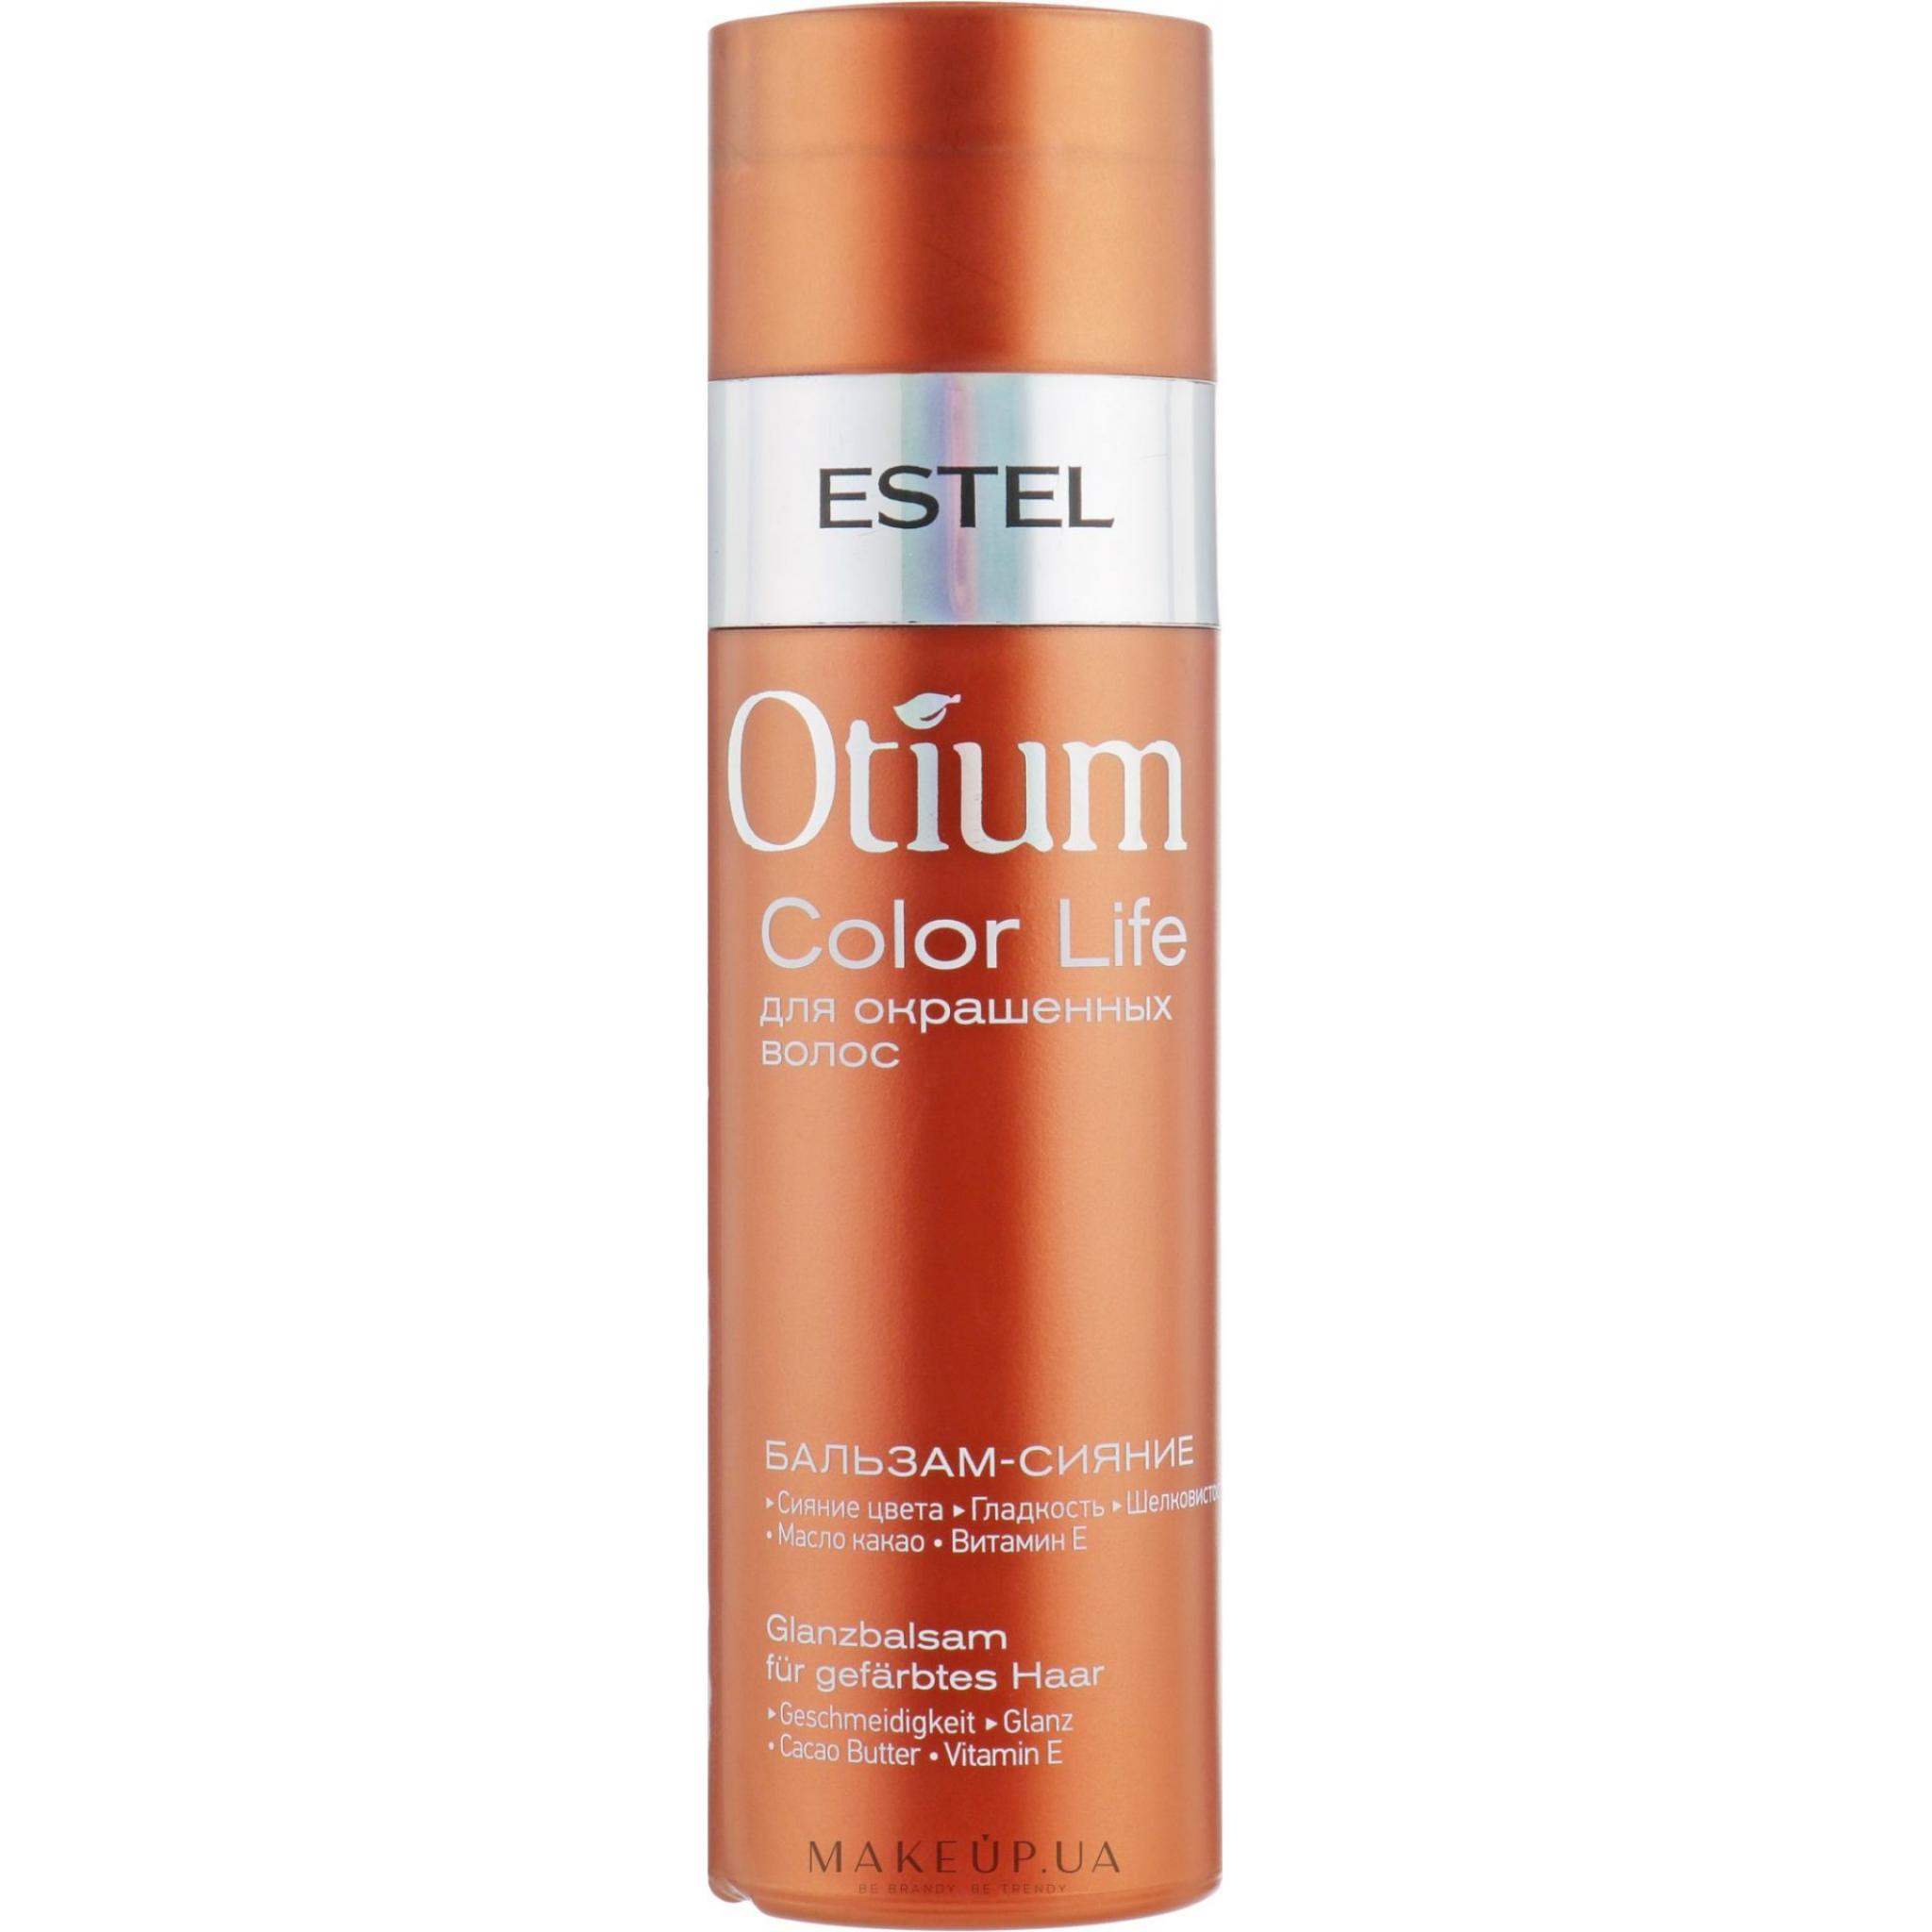 ESTEL
Otium
Color Life
для окрашенных
волос
БАЛЬЗАМ-СИЯНИЕ
▸Сияние цвета ▸Гладкость
• Масло какао • Витамин Е
Glanzbalsam
für gefärbtes Haar
▸Geschmeidigkeit ▸Glanz
• Cacao Butter • Vitamin E
MAKEUP.UA
BE BRANDY. BE TRENDY